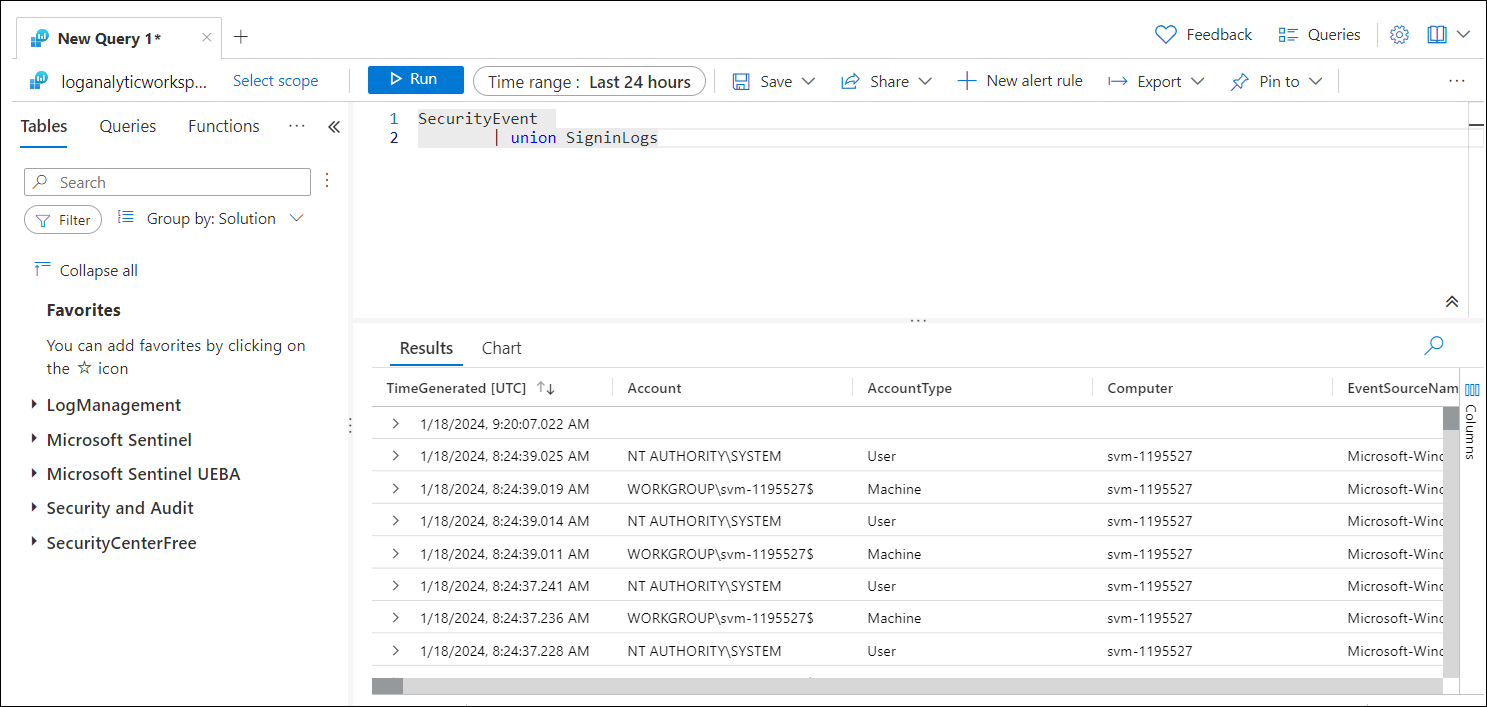 New Query 1*
Feedback
Queries
loganalyticworksp...
Select scope
Run
Time range : Last 24 hours
Save
Share
New alert rule
Export
Pin to
Tables
Queries
Functions
Search
Filter
Group by: Solution
Collapse all
Favorites
You can add favorites by clicking on
the ☆ icon
LogManagement
Microsoft Sentinel
Microsoft Sentinel UEBA
Security and Audit
SecurityCenterFree
1 SecurityEvent
2 | union SigninLogs
Results Chart
TimeGenerated [UTC] Account AccountType Computer EventSourceNam
1/18/2024, 9:20:07.022 AM
1/18/2024, 8:24:39.025 AM NT AUTHORITY\SYSTEM User svm-1195527 Microsoft-Winc
1/18/2024, 8:24:39.019 AM WORKGROUP\svm-1195527$ Machine svm-1195527 Microsoft-Winc
1/18/2024, 8:24:39.014 AM NT AUTHORITY\SYSTEM User svm-1195527 Microsoft-Winc
1/18/2024, 8:24:39.011 AM WORKGROUP\svm-1195527$ Machine svm-1195527 Microsoft-Winc
1/18/2024, 8:24:37.241 AM NT AUTHORITY\SYSTEM User svm-1195527 Microsoft-Winc
1/18/2024, 8:24:37.236 AM WORKGROUP\svm-1195527$ Machine svm-1195527 Microsoft-Winc
1/18/2024, 8:24:37.228 AM NT AUTHORITY\SYSTEM User svm-1195527 Microsoft-Winc
Columns